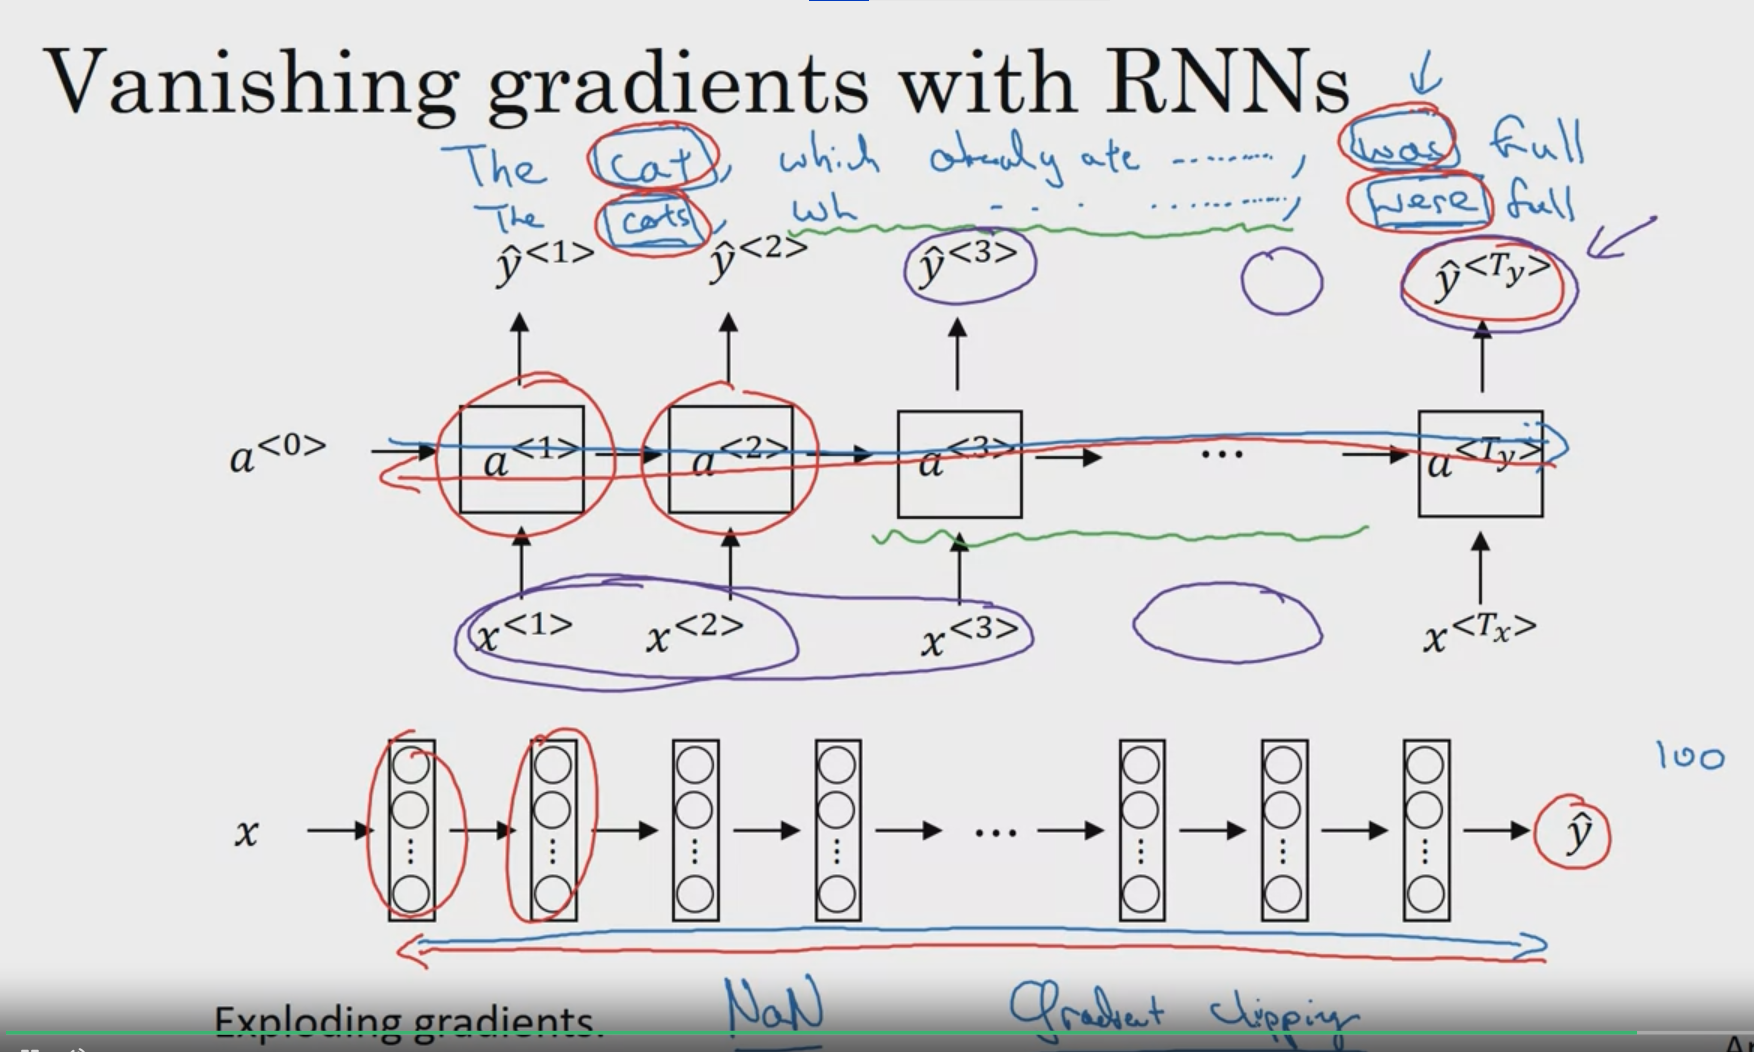 Vanishing gradients with RNNs
The cat, which already ate ........, was full
The cats, wh . . . ........, were full
ŷ<1> ŷ<2> ŷ<3> ŷ<Ty>
a<0> a<1> a<2> a<3> ... a<Ty>
x<1> x<2> x<3> x<Tx>
100
x ... ŷ
Exploding gradients. NaN Gradient clipping